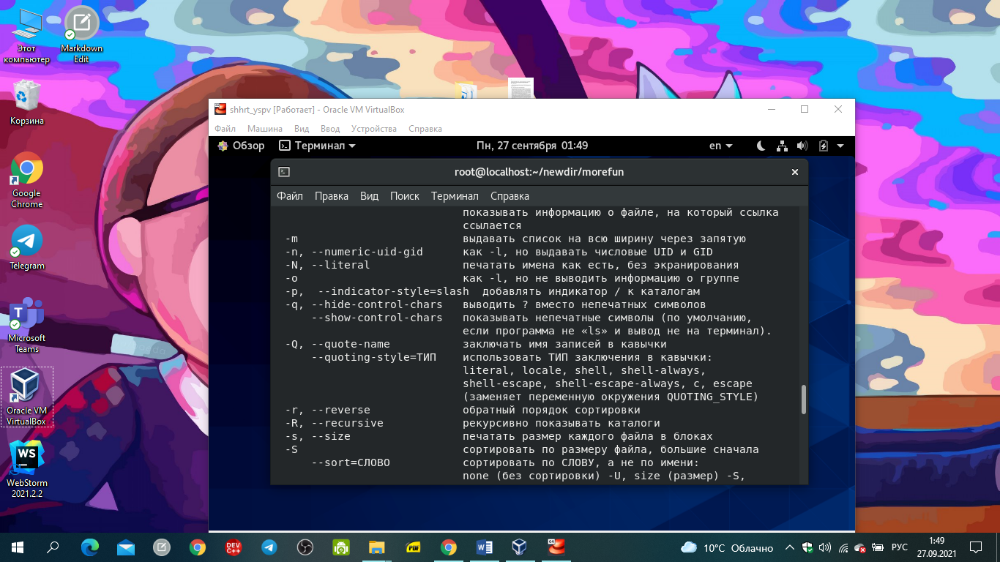 Этот
компьютер
Markdown
Edit
Корзина
Google
Chrome
Telegram
Microsoft
Teams
Oracle VM
VirtualBox
WS
WebStorm
2021.2.2
shhrt_yspv [Работает] - Oracle VM VirtualBox
Файл Машина Вид Ввод Устройства Справка
Обзор Терминал Пн, 27 сентября 01:49 en
root@localhost:~/newdir/morefun
Файл Правка Вид Поиск Терминал Справка
показывать информацию о файле, на который ссылка
ссылается
-m выдавать список на всю ширину через запятую
-n, --numeric-uid-gid как -l, но выдавать числовые UID и GID
-N, --literal печатать имена как есть, без экранирования
-o как -l, но не выводить информацию о группе
-p, --indicator-style=slash добавлять индикатор / к каталогам
-q, --hide-control-chars выводить ? вместо непечатных символов
--show-control-chars показывать непечатные символы (по умолчанию,
если программа не «ls» и вывод не на терминал).
-Q, --quote-name заключать имя записей в кавычки
--quoting-style=ТИП использовать ТИП заключения в кавычки:
literal, locale, shell, shell-always,
shell-escape, shell-escape-always, c, escape
(заменяет переменную окружения QUOTING_STYLE)
-r, --reverse обратный порядок сортировки
-R, --recursive рекурсивно показывать каталоги
-s, --size печатать размер каждого файла в блоках
-S сортировать по размеру файла, большие сначала
--sort=СЛОВО сортировать по СЛОВУ, а не по имени:
none (без сортировки) -U, size (размер) -S,
DEV
C++
PDF
64
10°C Облачно
РУС
1:49
27.09.2021